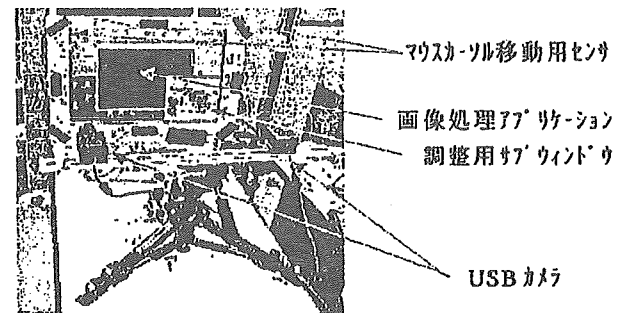 マウスカーソル移動用センサ
画像処理アプリケーション
調整用サブウィンドウ
USBカメラ